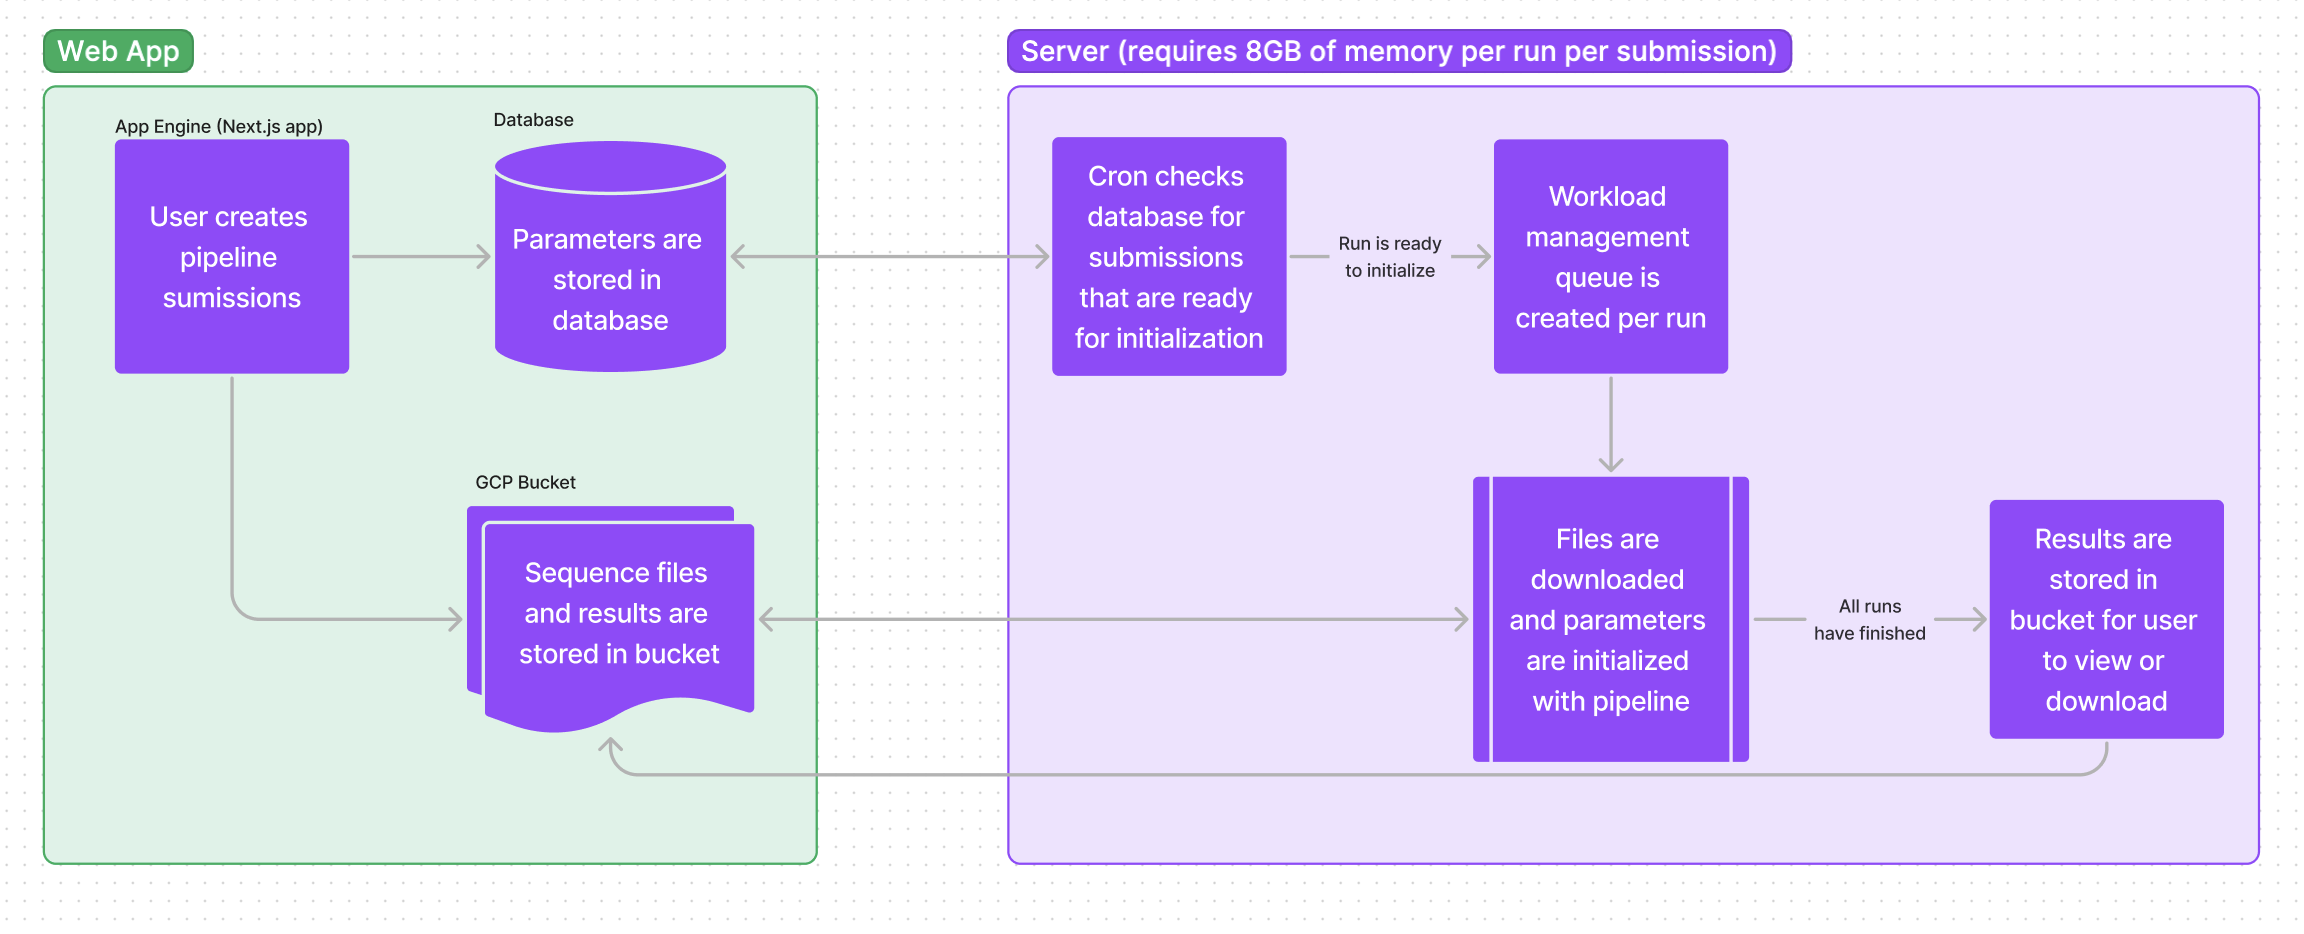 Web App
App Engine (Next.js app)
User creates
pipeline
sumissions
Database
Parameters are
stored in
database
GCP Bucket
Sequence files
and results are
stored in bucket
Server (requires 8GB of memory per run per submission)
Cron checks
database for
submissions
that are ready
for initialization
Run is ready
to initialize
Workload
management
queue is
created per run
Files are
downloaded
and parameters
are initialized
with pipeline
All runs
have finished
Results are
stored in
bucket for user
to view or
download